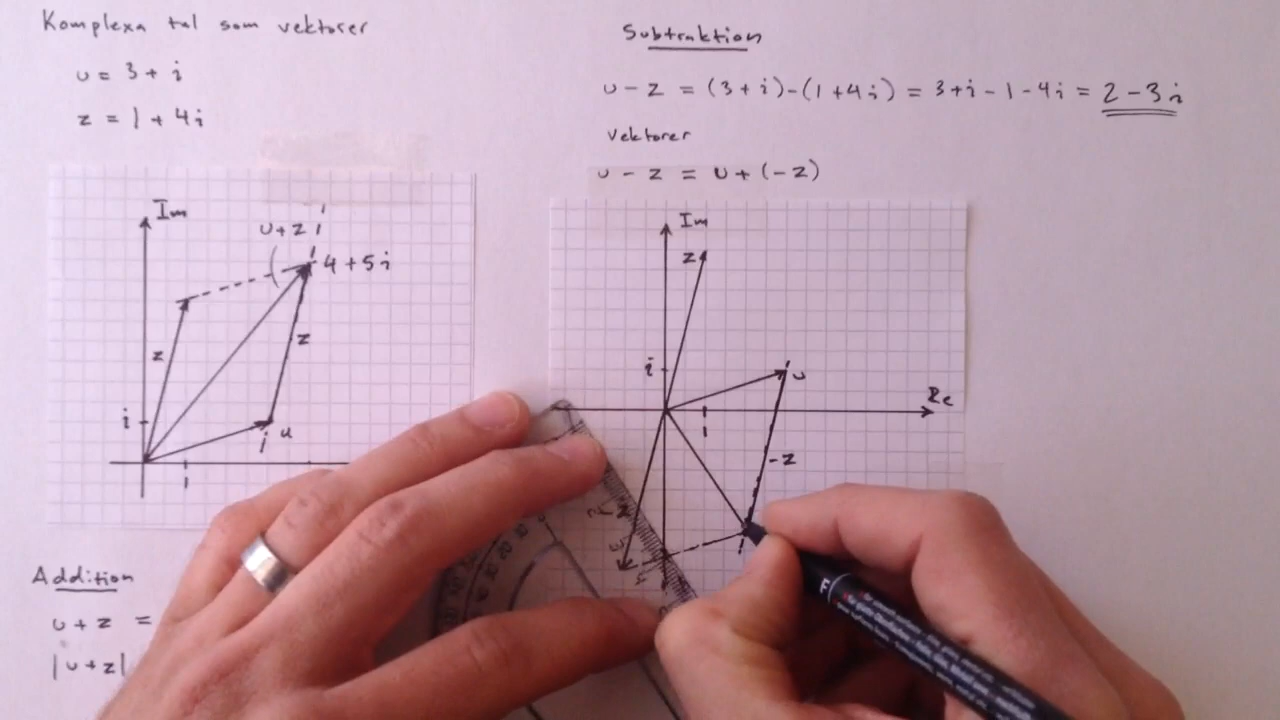 Komplexa tal som vektorer
u = 3 + i
z = 1 + 4i
Im
u+z
4 + 5i
z
z
i
u
1
Addition
u + z =
|u+z|
Subtraktion
u - z = (3+i)-(1+4i) = 3+i-1-4i = 2-3i
Vektorer
u - z = u + (-z)
Im
z
i
u
Re
1
-z
F